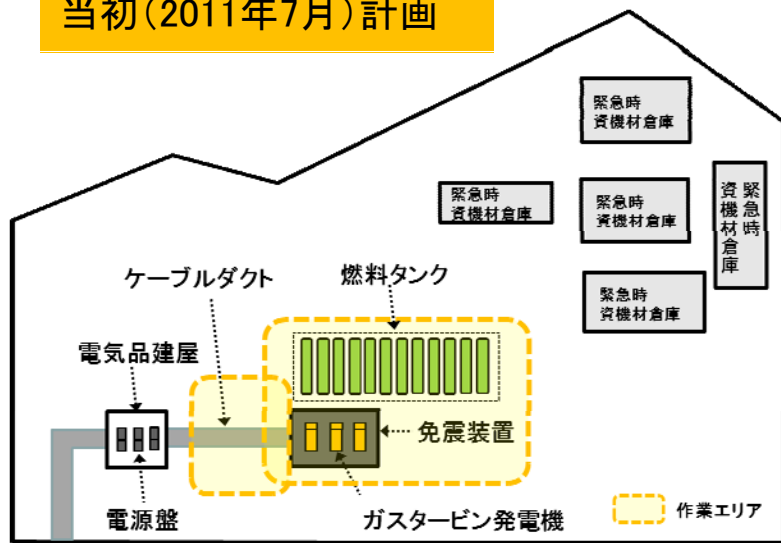 当初(2011年7月)計画
緊急時
資機材倉庫
緊急時
資機材倉庫
緊急時
資機材倉庫
緊急時
資機材倉庫
緊急時
資機材倉庫
ケーブルダクト
燃料タンク
電気品建屋
免震装置
電源盤
ガスタービン発電機
作業エリア